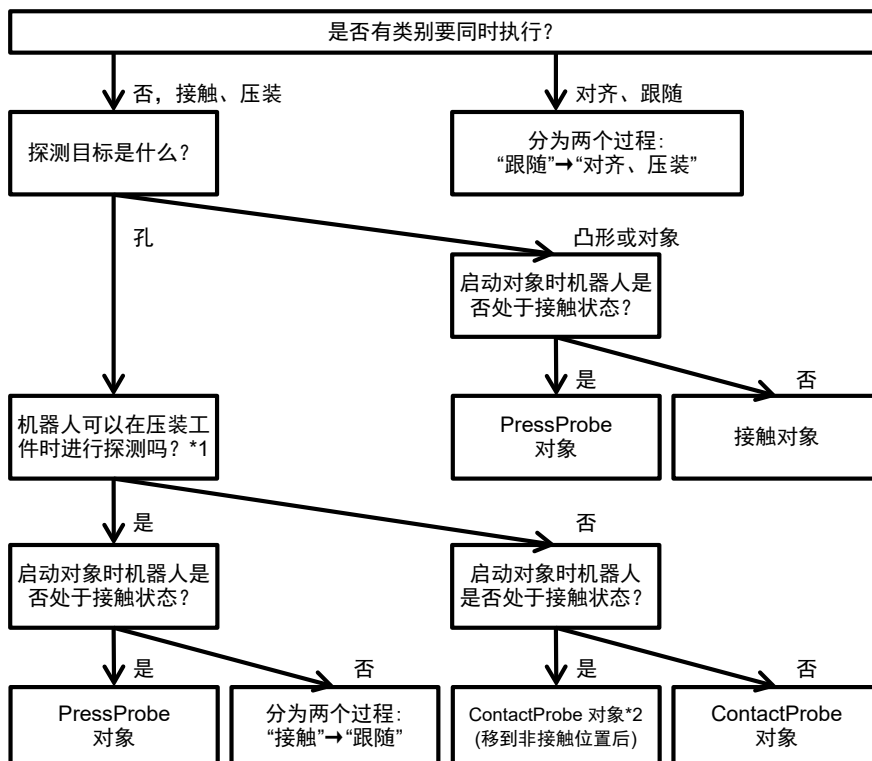 是否有类别要同时执行？
否，接触、压装
对齐、跟随
探测目标是什么？
分为两个过程：
“跟随”→“对齐、压装”
孔
凸形或对象
启动对象时机器人是
否处于接触状态？
是
否
机器人可以在压装工
件时进行探测吗？*1
PressProbe
对象
接触对象
是
否
启动对象时机器人是
否处于接触状态？
启动对象时机器人
是否处于接触状态？
是
否
是
否
PressProbe
对象
分为两个过程：
“接触”→“跟随”
ContactProbe 对象*2
(移到非接触位置后)
ContactProbe
对象